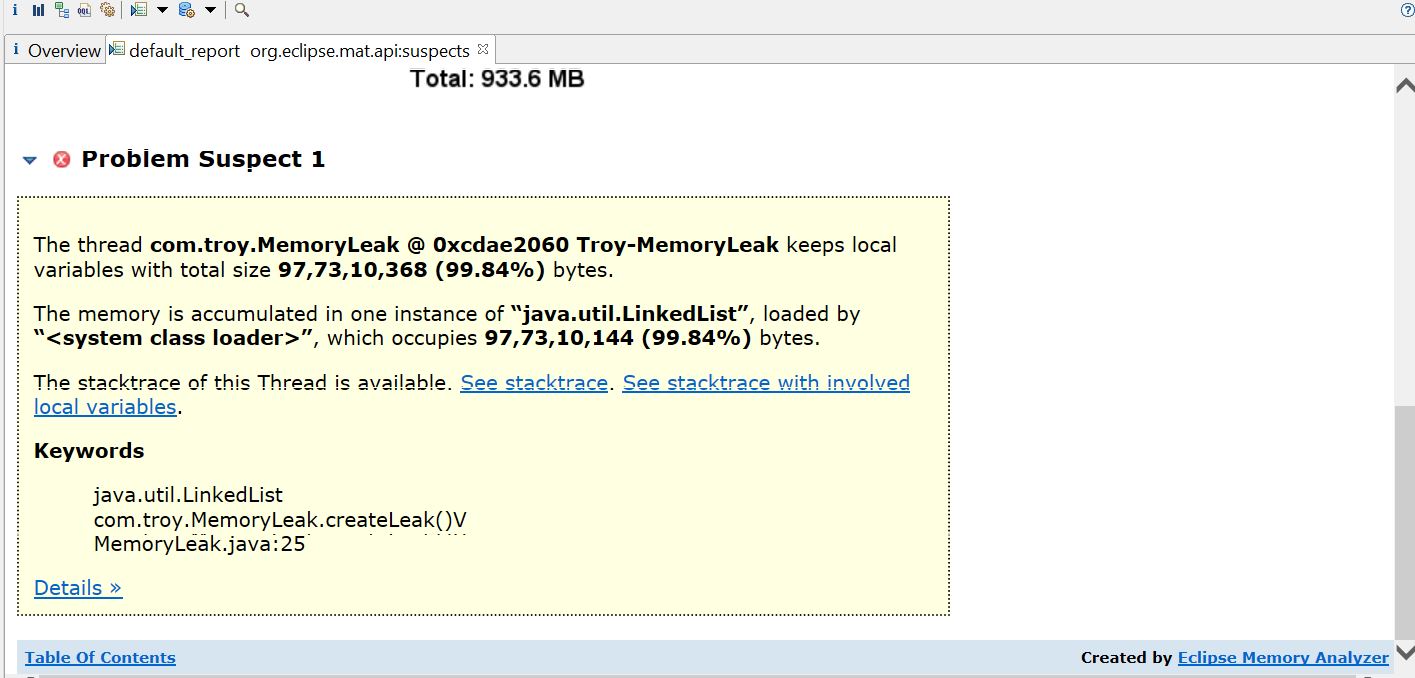 Overview default_report org.eclipse.mat.api:suspects
Total: 933.6 MB
Problem Suspect 1
The thread com.troy.MemoryLeak @ 0xcdae2060 Troy-MemoryLeak keeps local
variables with total size 97,73,10,368 (99.84%) bytes.
The memory is accumulated in one instance of “java.util.LinkedList”, loaded by
“<system class loader>”, which occupies 97,73,10,144 (99.84%) bytes.
The stacktrace of this Thread is available. See stacktrace. See stacktrace with involved
local variables.
Keywords
java.util.LinkedList
com.troy.MemoryLeak.createLeak()V
MemoryLeak.java:25
Details »
Table Of Contents Created by Eclipse Memory Analyzer